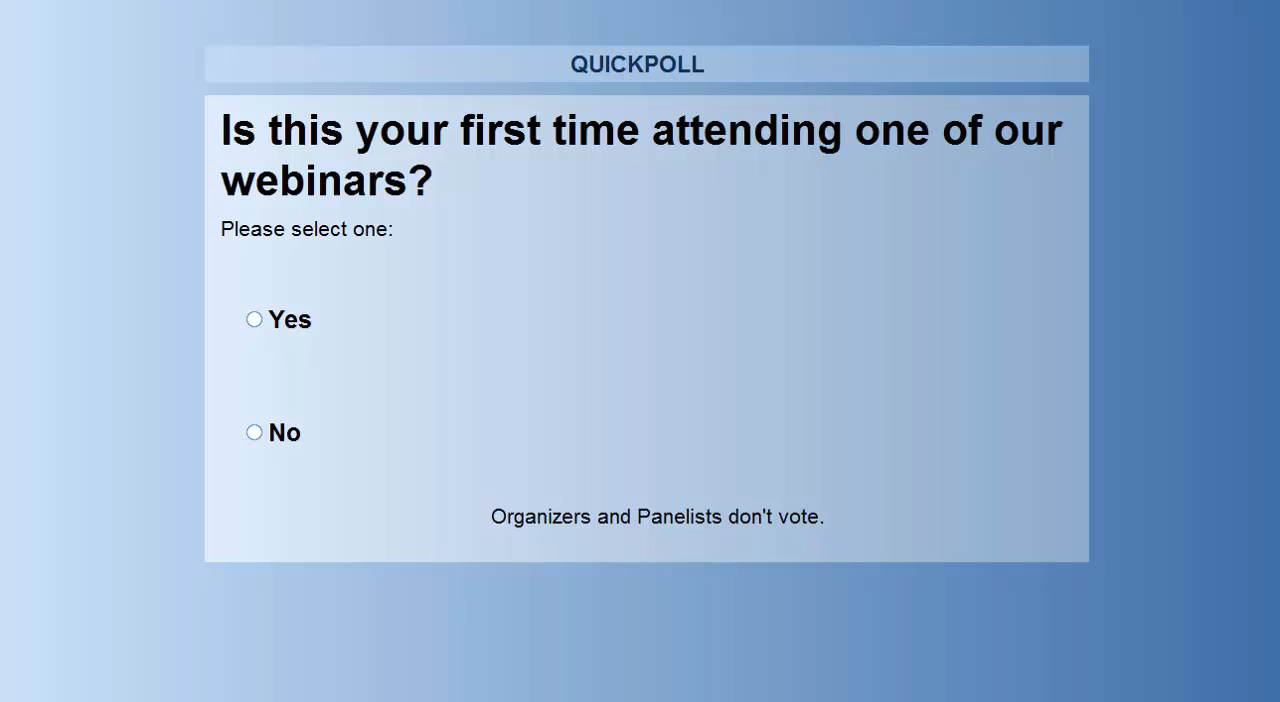 QUICKPOLL
Is this your first time attending one of our
webinars?
Please select one:
Yes
No
Organizers and Panelists don't vote.